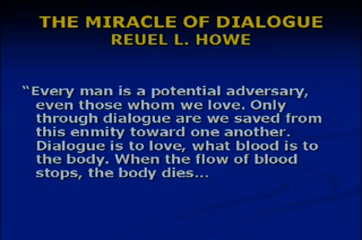 THE MIRACLE OF DIALOGUE
REUEL L. HOWE
“Every man is a potential adversary,
even those whom we love. Only
through dialogue are we saved from
this enmity toward one another.
Dialogue is to love, what blood is to
the body. When the flow of blood
stops, the body dies...